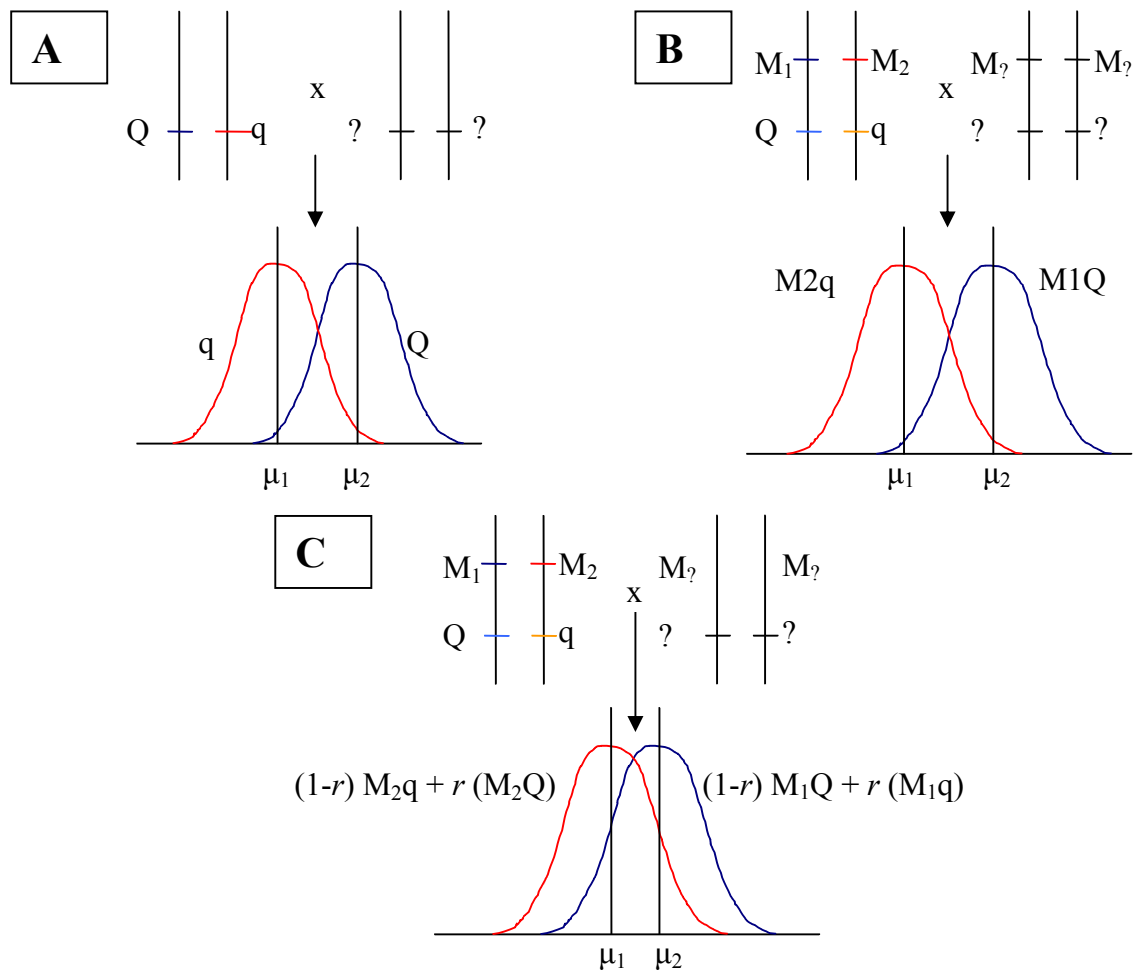 A
Q q x ? ?
q Q
μ₁ μ₂
B
M₁ M₂ x M? M?
Q q ? ?
M2q M1Q
μ₁ μ₂
C
M₁ M₂ x M? M?
Q q ? ?
(1-r) M₂q + r (M₂Q) (1-r) M₁Q + r (M₁q)
μ₁ μ₂